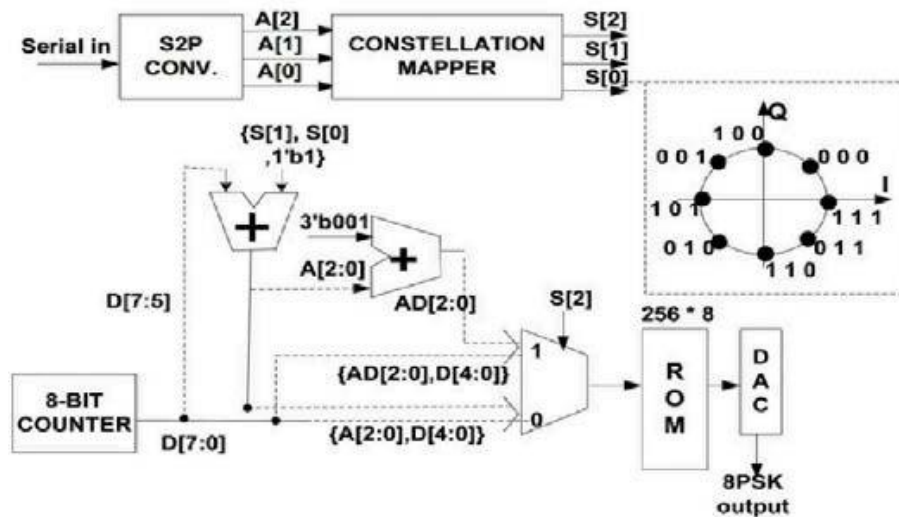 Serial in
S2P
CONV.
A[2]
A[1]
A[0]
CONSTELLATION
MAPPER
S[2]
S[1]
S[0]
{S[1], S[0]
,1'b1}
+
3'b001
+
A[2:0]
AD[2:0]
D[7:5]
8-BIT
COUNTER
D[7:0]
{AD[2:0],D[4:0]}
{A[2:0],D[4:0]}
S[2]
1
0
256 * 8
ROM
DAC
8PSK
output
Q
I
1 0 0
0 0 1
0 0 0
1 0 1
1 1 1
0 1 0
0 1 1
1 1 0